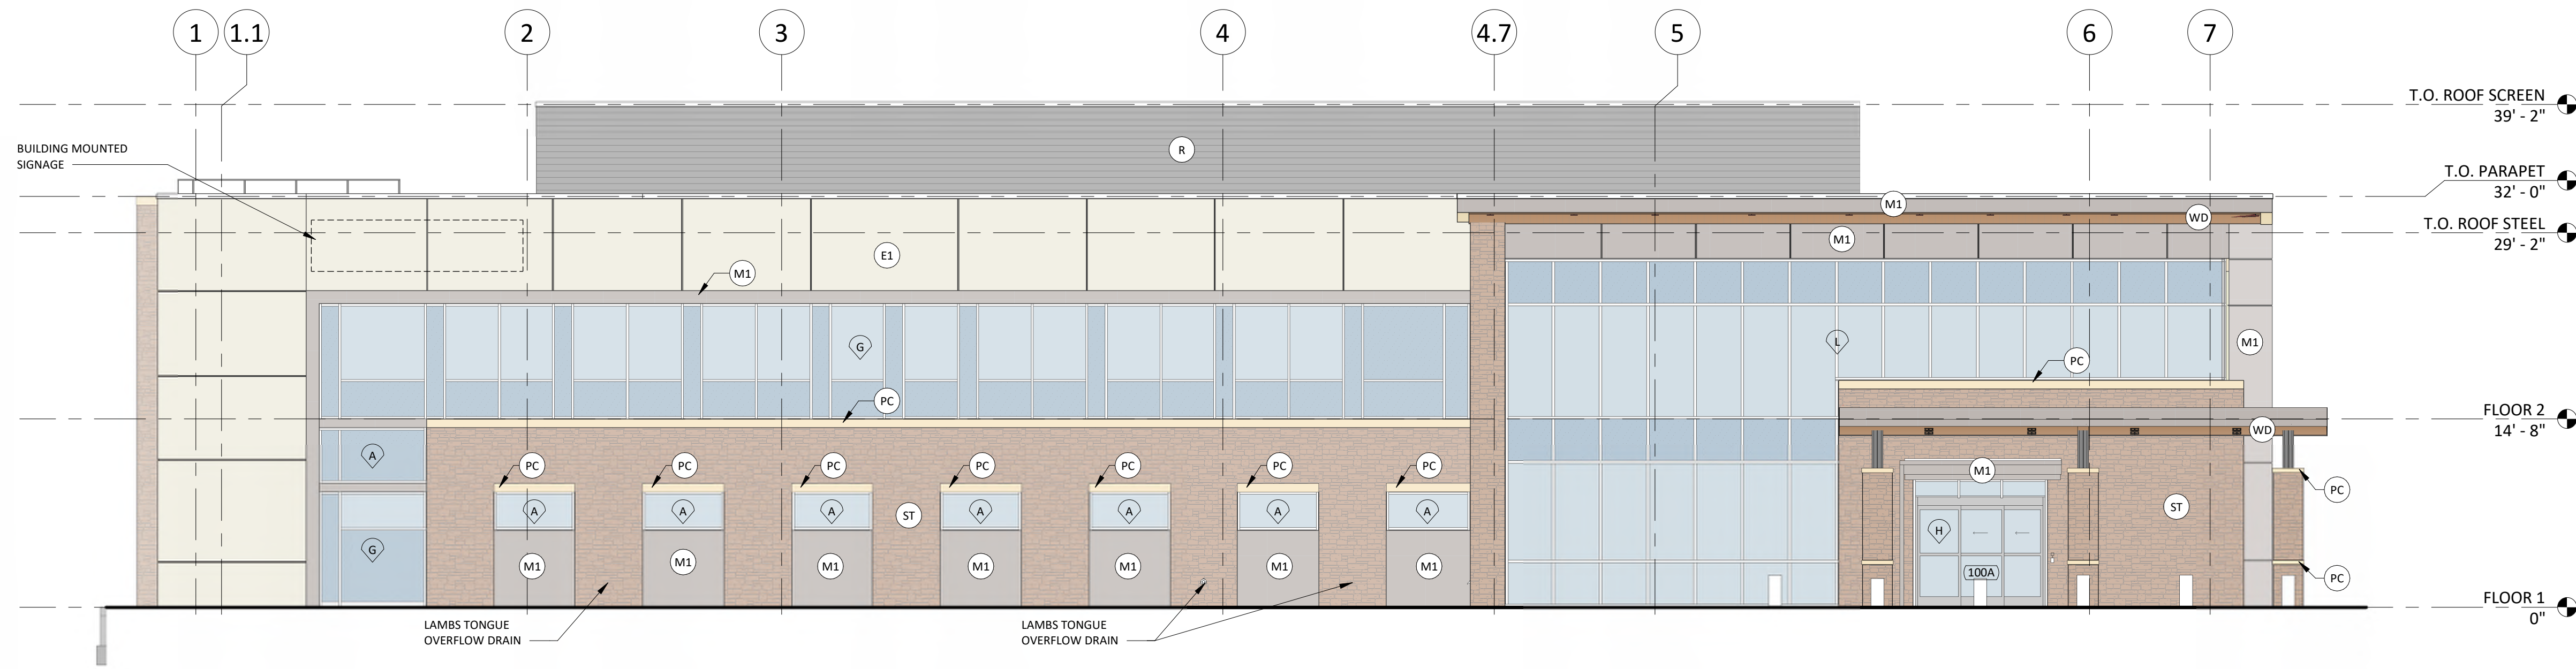 1
1.1
2
3
4
4.7
5
6
7
T.O. ROOF SCREEN
39' - 2"
BUILDING MOUNTED
SIGNAGE
R
T.O. PARAPET
32' - 0"
M1
WD
T.O. ROOF STEEL
29' - 2"
M1
E1
M1
G
L
M1
PC
PC
FLOOR 2
14' - 8"
WD
A
PC
PC
PC
PC
PC
PC
PC
M1
PC
A
A
A
A
A
A
A
ST
ST
H
G
M1
M1
M1
M1
M1
M1
M1
100A
PC
FLOOR 1
0"
LAMBS TONGUE
OVERFLOW DRAIN
LAMBS TONGUE
OVERFLOW DRAIN